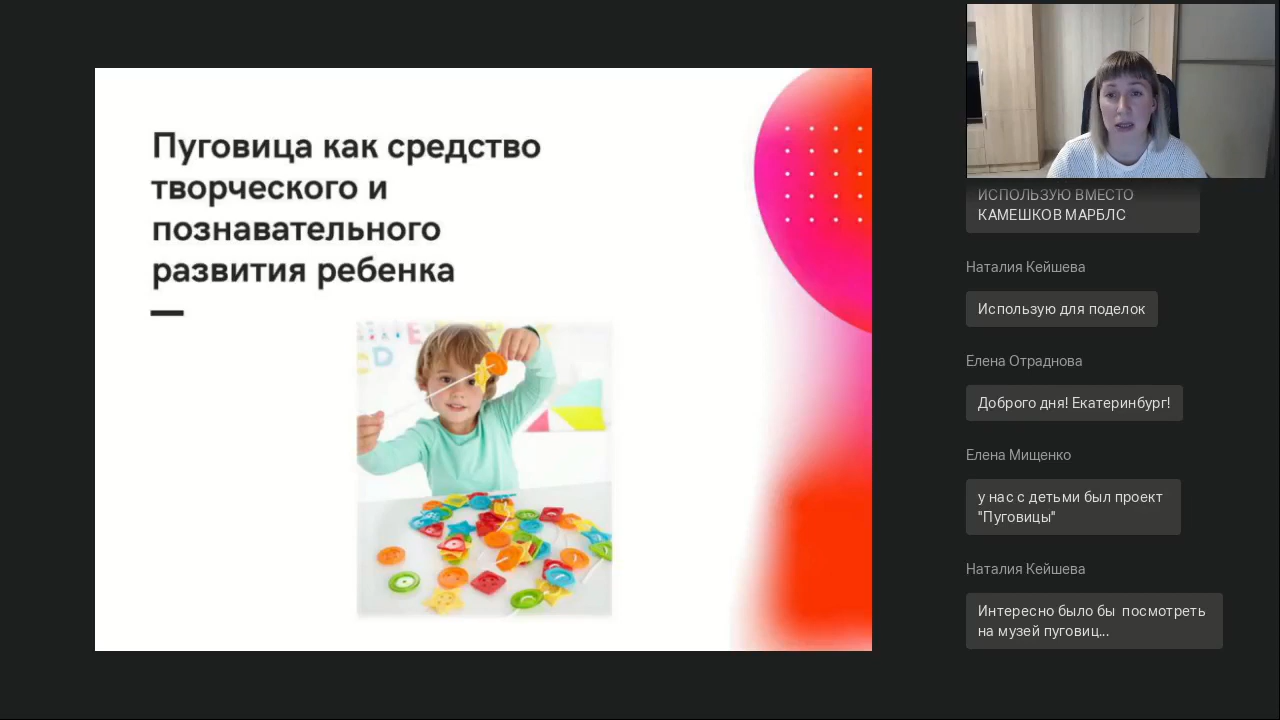 Пуговица как средство
творческого и
познавательного
развития ребенка
ИСПОЛЬЗУЮ ВМЕСТО
КАМЕШКОВ МАРБЛС
Наталия Кейшева
Использую для поделок
Елена Отраднова
Доброго дня! Екатеринбург!
Елена Мищенко
у нас с детьми был проект
"Пуговицы"
Наталия Кейшева
Интересно было бы  посмотреть
на музей пуговиц...